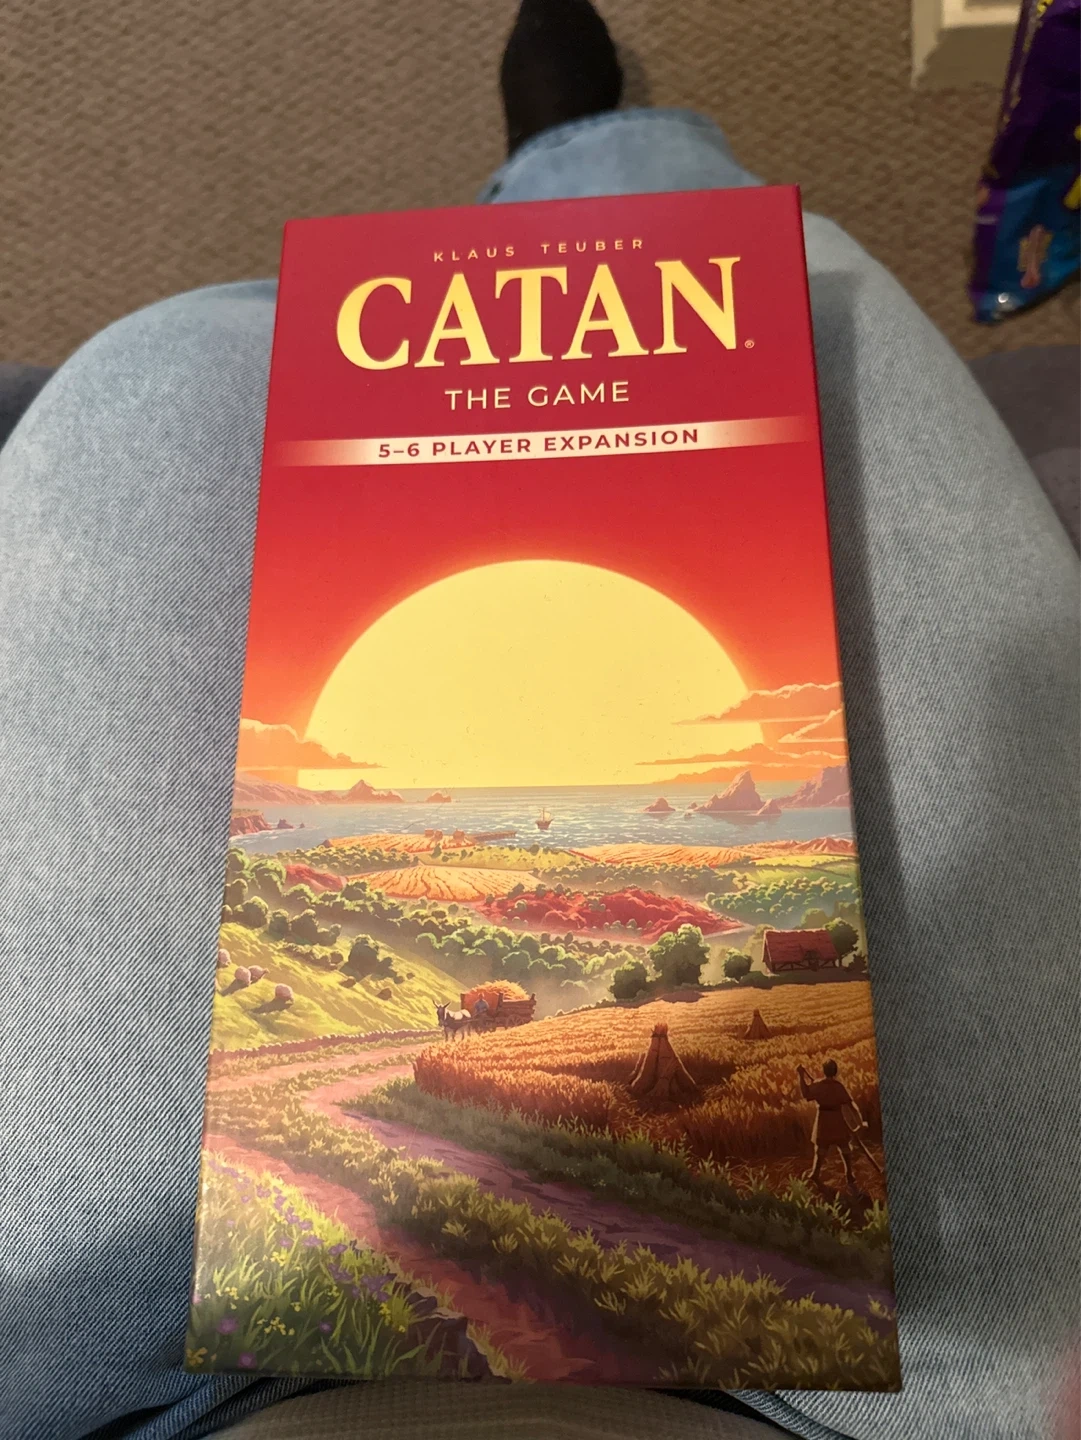 KLAUS TEUBER
CATAN®
THE GAME
5–6 PLAYER EXPANSION